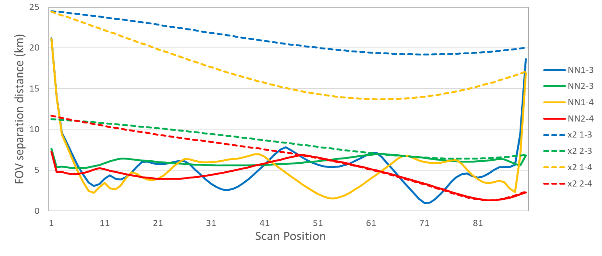 25
20
15
10
5
0
FOV separation distance (km)
1 11 21 31 41 51 61 71 81
Scan Position
NN1-3
NN2-3
NN1-4
NN2-4
x2 1-3
x2 2-3
x2 1-4
x2 2-4